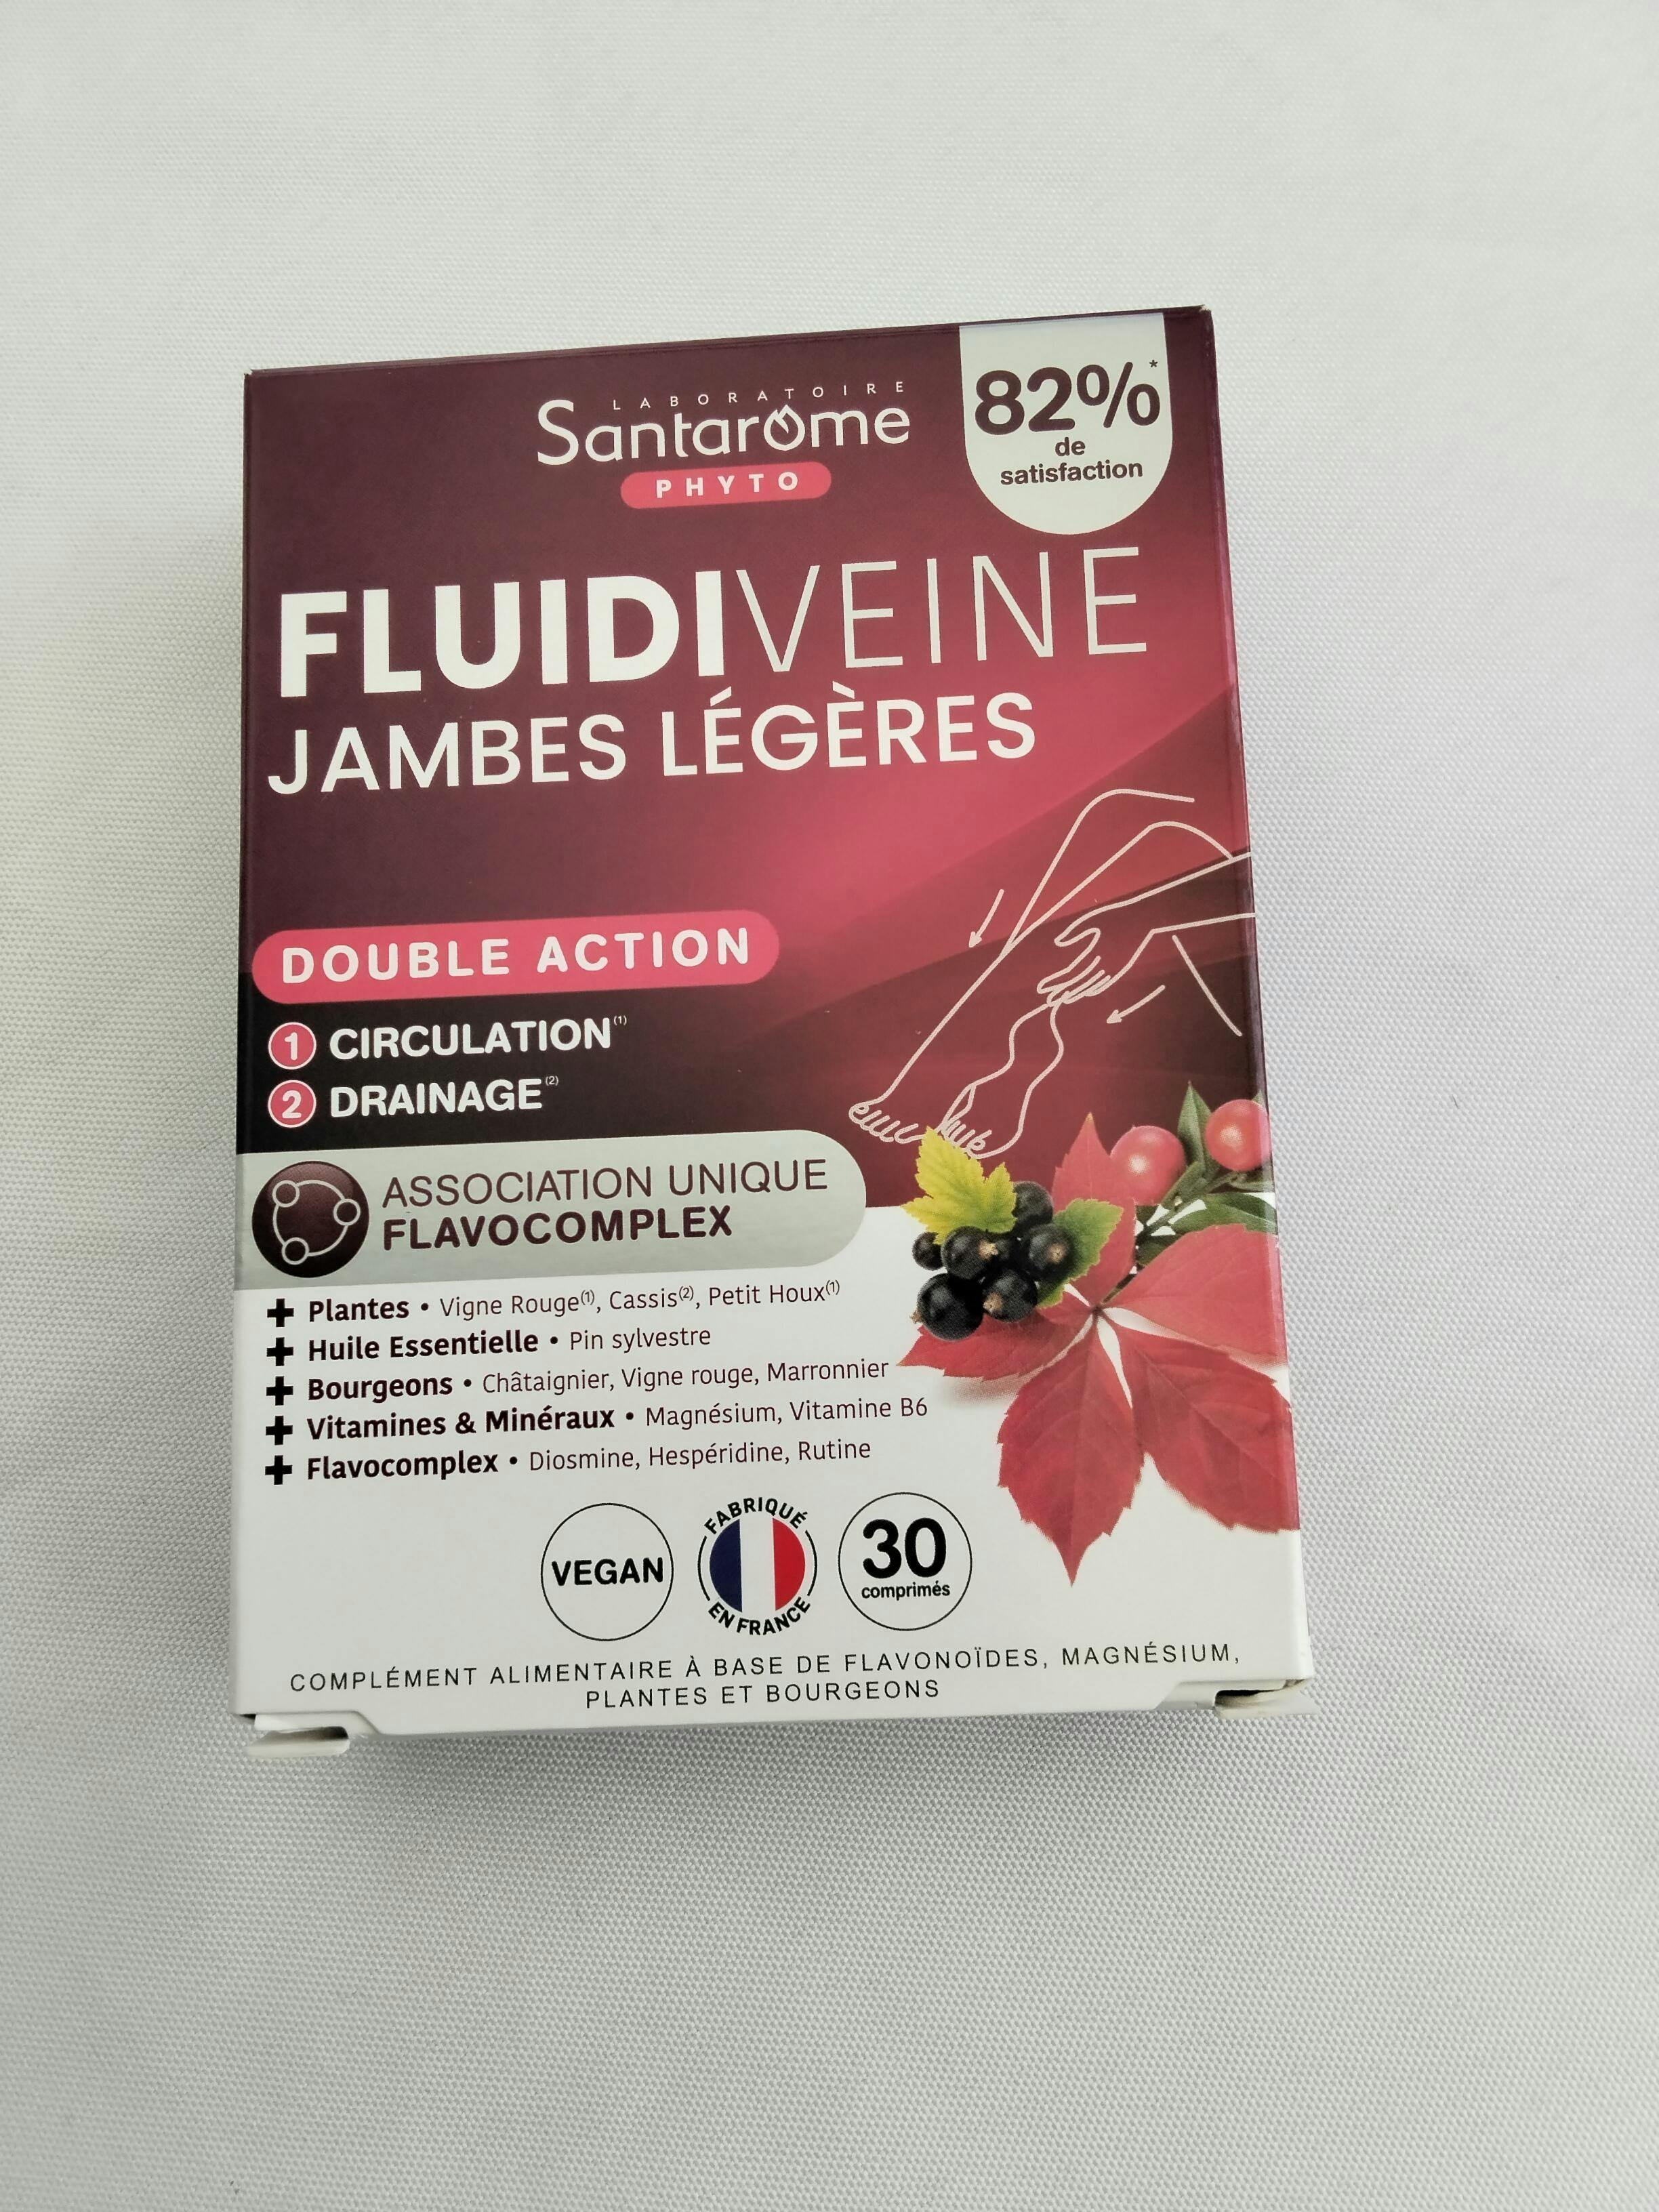 LABORATOIRE
Santarôme
PHYTO
82%*
de
satisfaction
FLUIDIVEINE
JAMBES LÉGÈRES
DOUBLE ACTION
1 CIRCULATION(1)
2 DRAINAGE(2)
ASSOCIATION UNIQUE
FLAVOCOMPLEX
+ Plantes • Vigne Rouge(1), Cassis(2), Petit Houx(1)
+ Huile Essentielle • Pin sylvestre
+ Bourgeons • Châtaignier, Vigne rouge, Marronnier
+ Vitamines & Minéraux • Magnésium, Vitamine B6
+ Flavocomplex • Diosmine, Hespéridine, Rutine
VEGAN
FABRIQUÉ
EN FRANCE
30
comprimés
COMPLÉMENT ALIMENTAIRE À BASE DE FLAVONOÏDES, MAGNÉSIUM,
PLANTES ET BOURGEONS